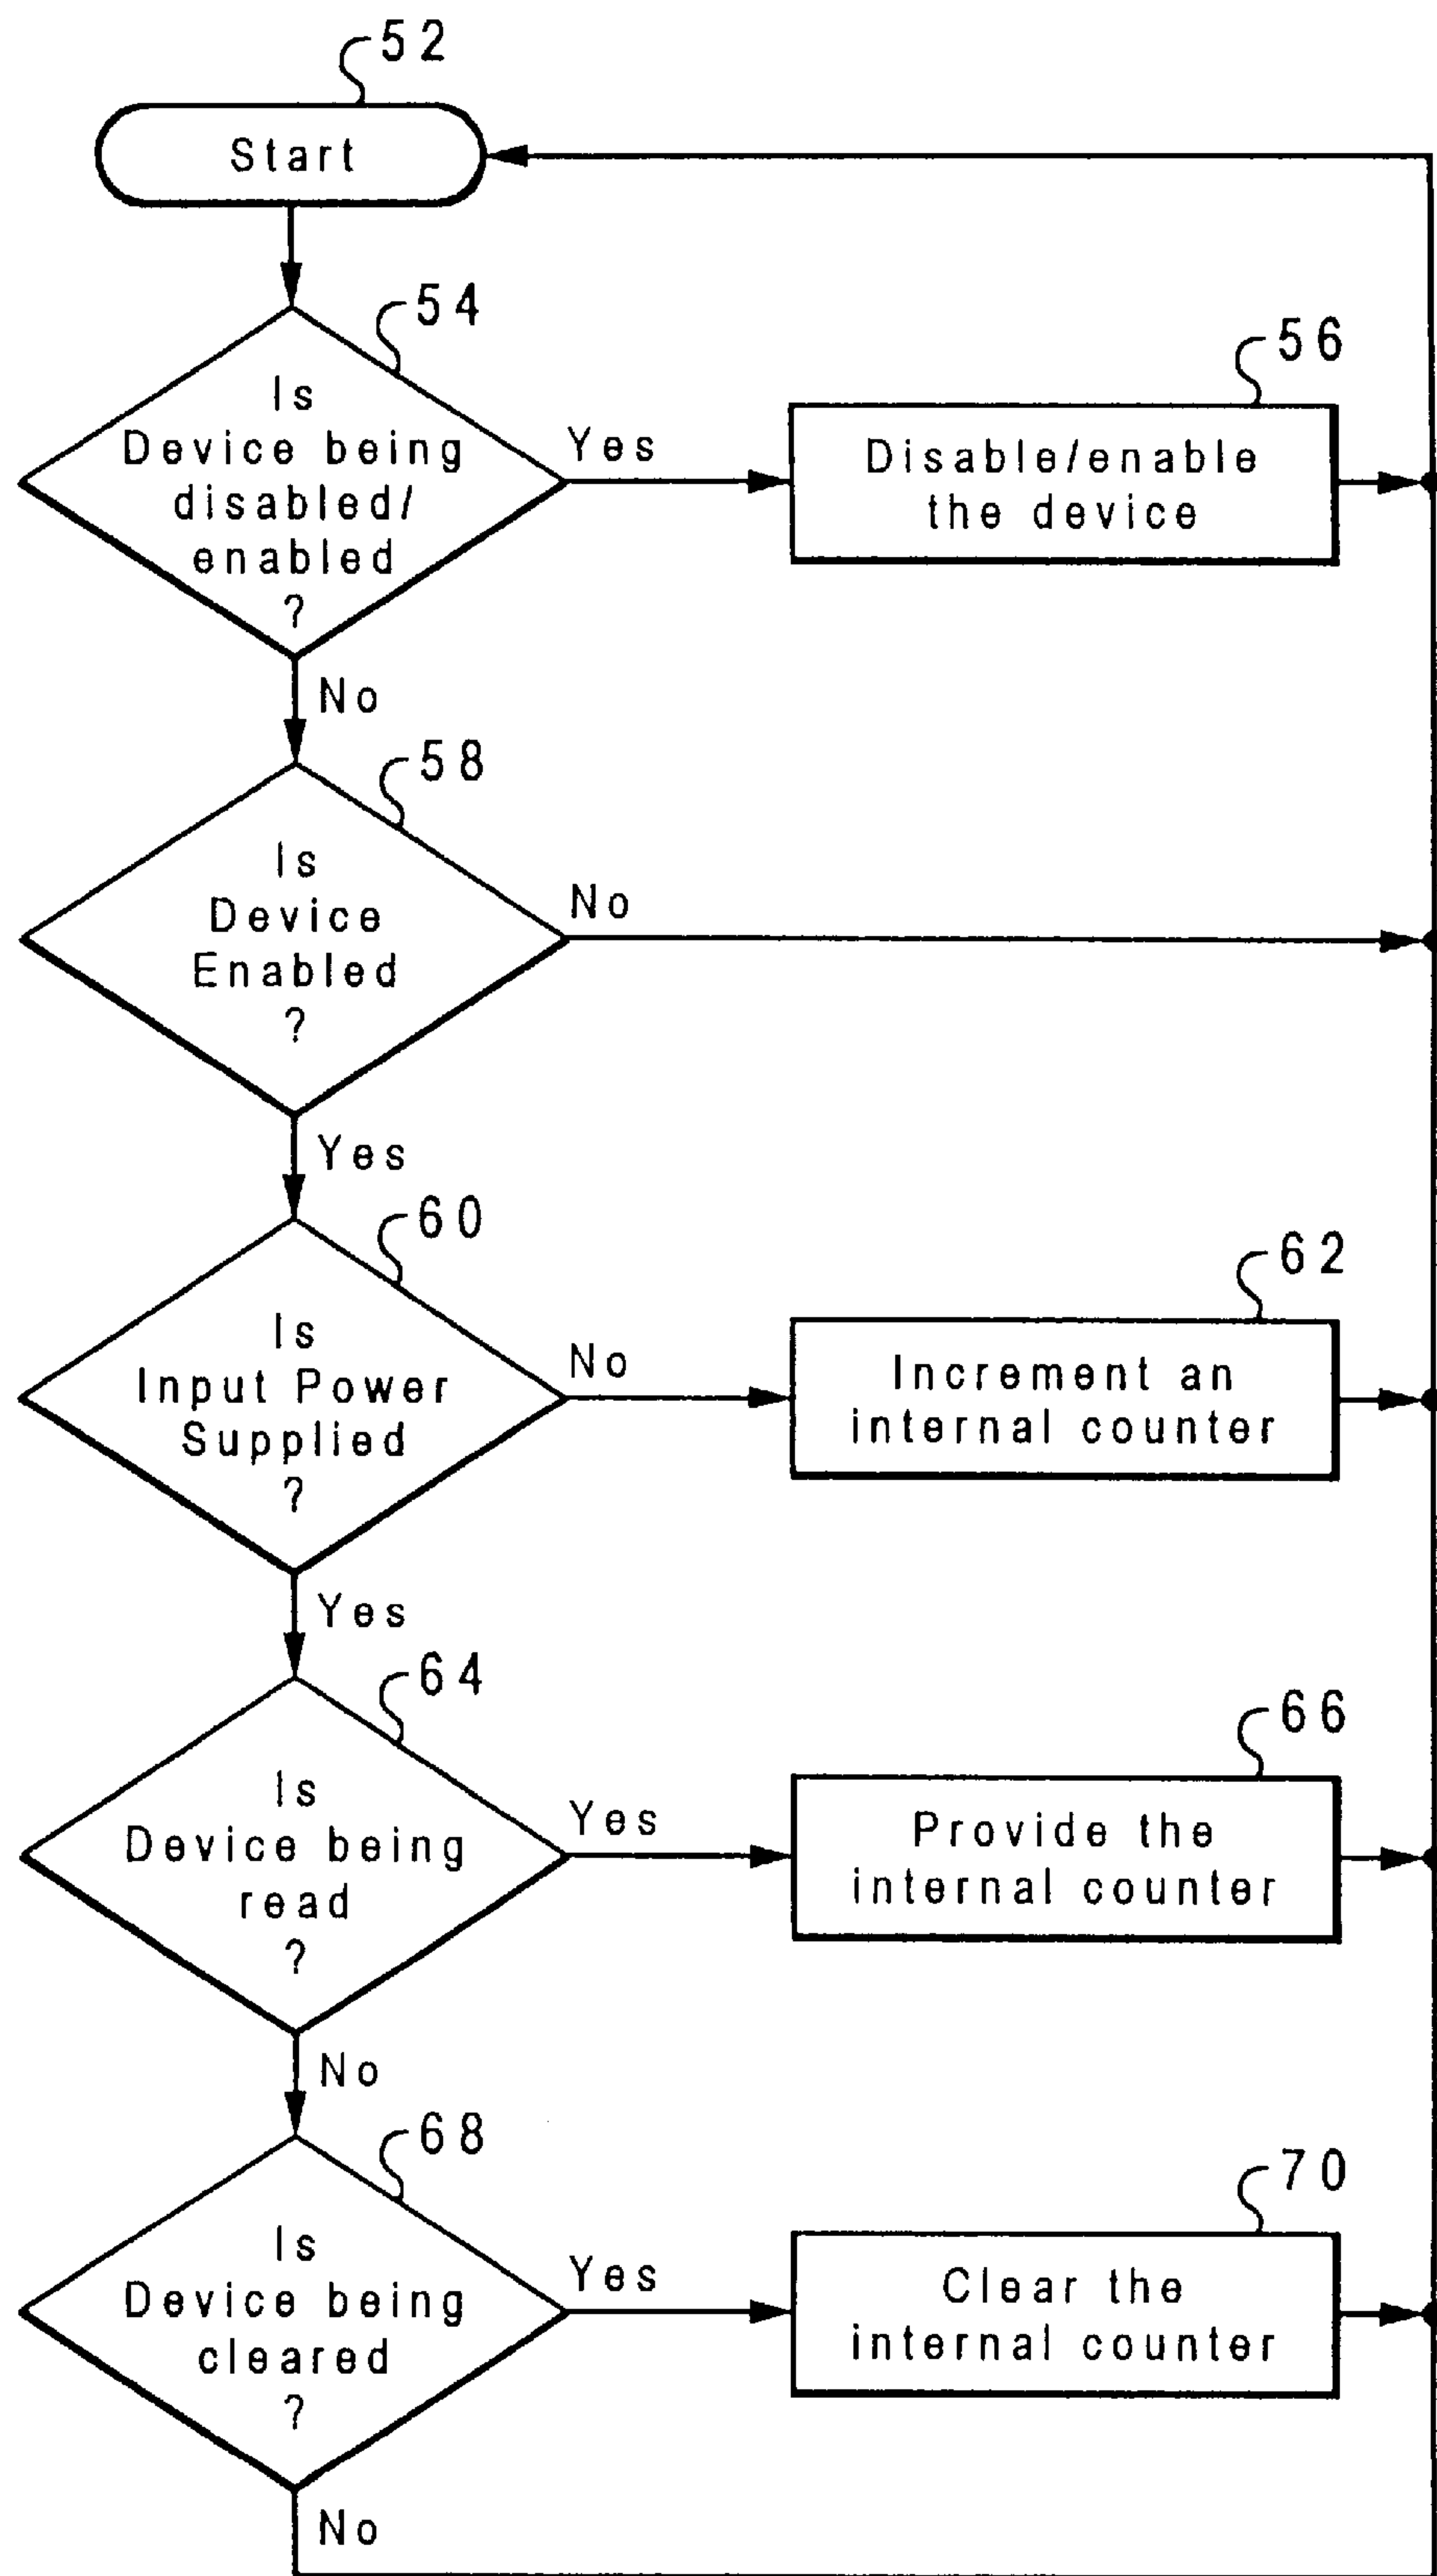 52
Start
54
Is
Device being
disabled/
enabled
?
Yes
56
Disable/enable
the device
No
58
Is
Device
Enabled
?
No
Yes
60
Is
Input Power
Supplied
?
No
62
Increment an
internal counter
Yes
64
Is
Device being
read
?
Yes
66
Provide the
internal counter
No
68
Is
Device being
cleared
?
Yes
70
Clear the
internal counter
No